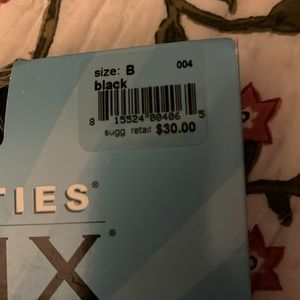 size: B 004
black
8 15524 00406 5
sugg retail $30.00
TIES®
IX®